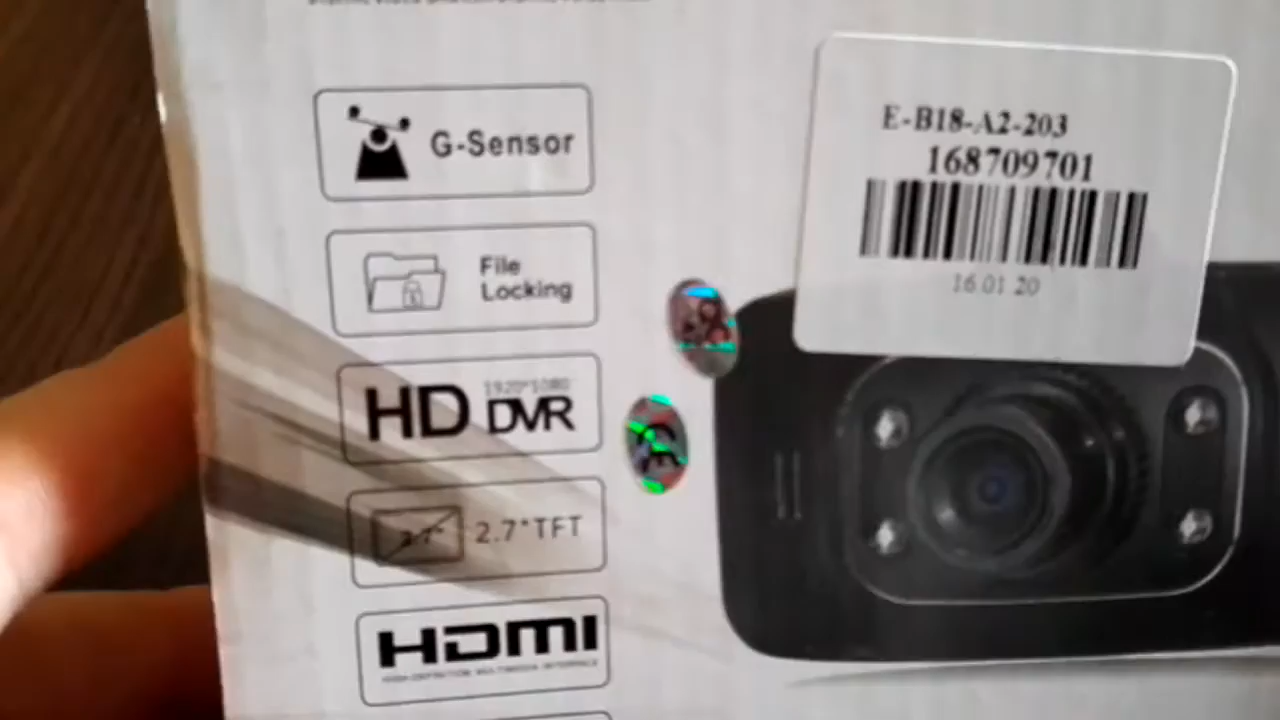 G-Sensor
File
Locking
1920*1080
HD DVR
2.7"
2.7"TFT
HDMI
HIGH-DEFINITION MULTIMEDIA INTERFACE
E-B18-A2-203
168709701
16 01 20